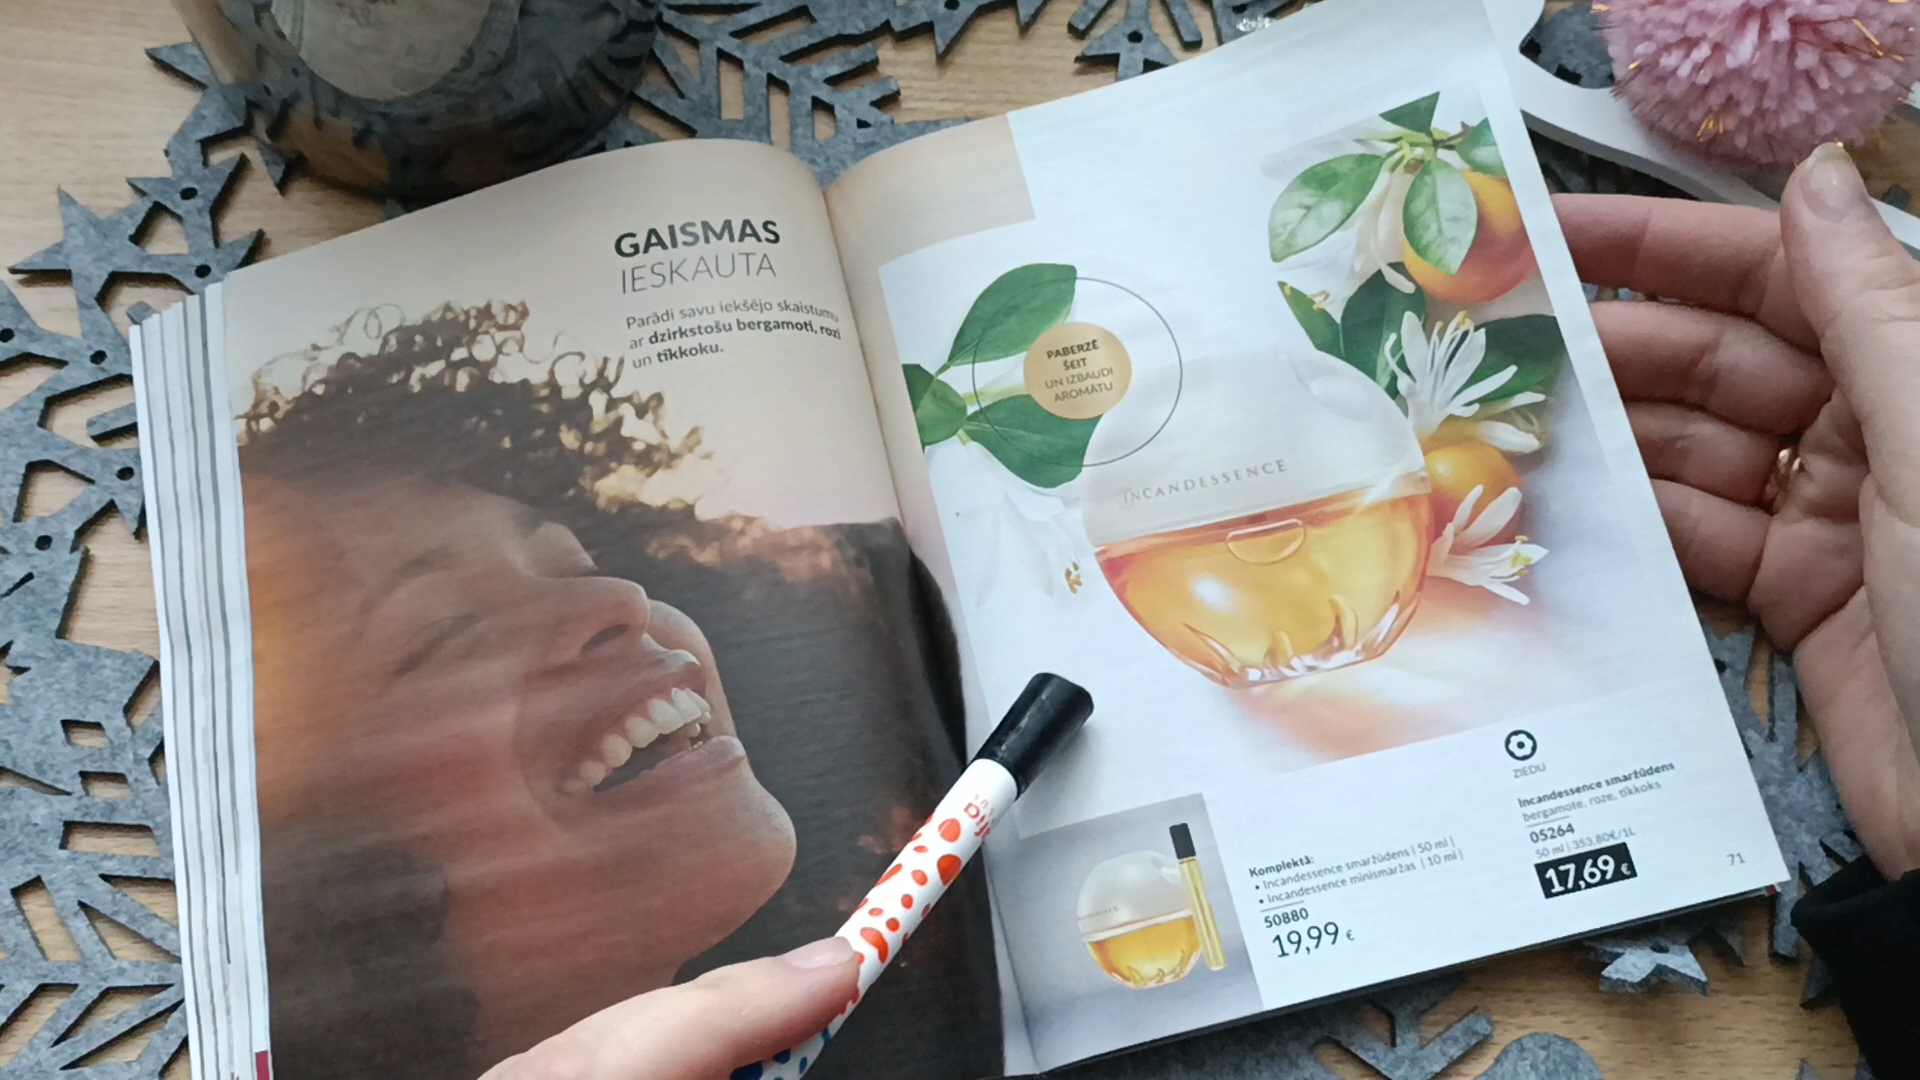 GAISMAS
IESKAUTA
Parādi savu iekšējo skaistumu
ar dzirkstošu bergamoti, rozi
un tīkkoku.
PABERZĒ
ŠEIT
UN IZBAUDI
AROMĀTU
INCANDESSENCE
ZIEDU
Incandessence smaržūdens
bergamote, roze, tīkkoks
05264
50 ml | 353,80€/1L
17,69 €
Komplektā:
• Incandessence smaržūdens | 50 ml |
• Incandessence minismaržas | 10 ml |
50880
19,99 €
71